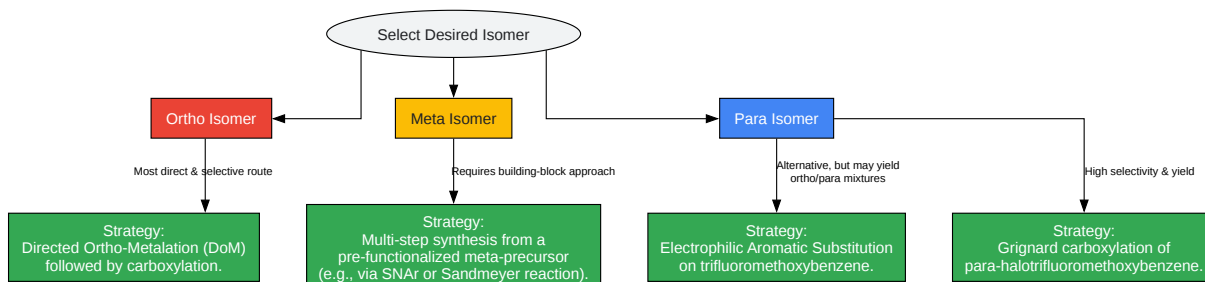 Select Desired Isomer
Ortho Isomer
Meta Isomer
Para Isomer
Most direct & selective route
Requires building-block approach
Alternative, but may yield
ortho/para mixtures
High selectivity & yield
Strategy:
Directed Ortho-Metalation (DoM)
followed by carboxylation.
Strategy:
Multi-step synthesis from a
pre-functionalized meta-precursor
(e.g., via SNAr or Sandmeyer reaction).
Strategy:
Electrophilic Aromatic Substitution
on trifluoromethoxybenzene.
Strategy:
Grignard carboxylation of
para-halotrifluoromethoxybenzene.